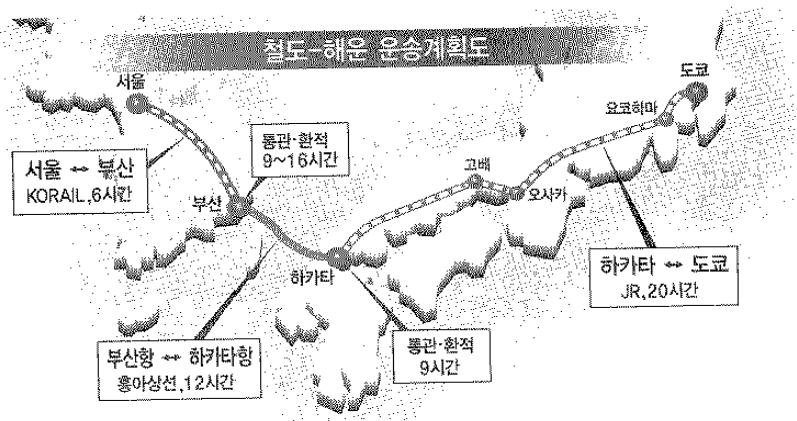 철도-해운 운송계획도
서울
도쿄
요코하마
통관·환적
9~16시간
서울 ↔ 부산
KORAIL,6시간
고배
부산
오사카
하카타
하카타 ↔ 도쿄
JR,20시간
부산항 ↔ 하카타항
흥아상선,12시간
통관·환적
9시간